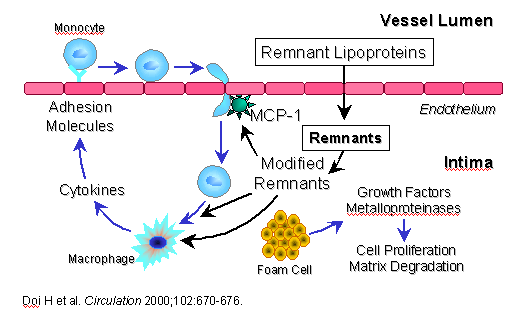 Vessel Lumen
Monocyte
Remnant Lipoproteins
MCP-1
Endothelium
Adhesion
Molecules
Remnants
Intima
Modified
Remnants
Cytokines
Growth Factors
Metalloproteinases
Macrophage
Foam Cell
Cell Proliferation
Matrix Degradation
Doi H et al. Circulation 2000;102:670-676.